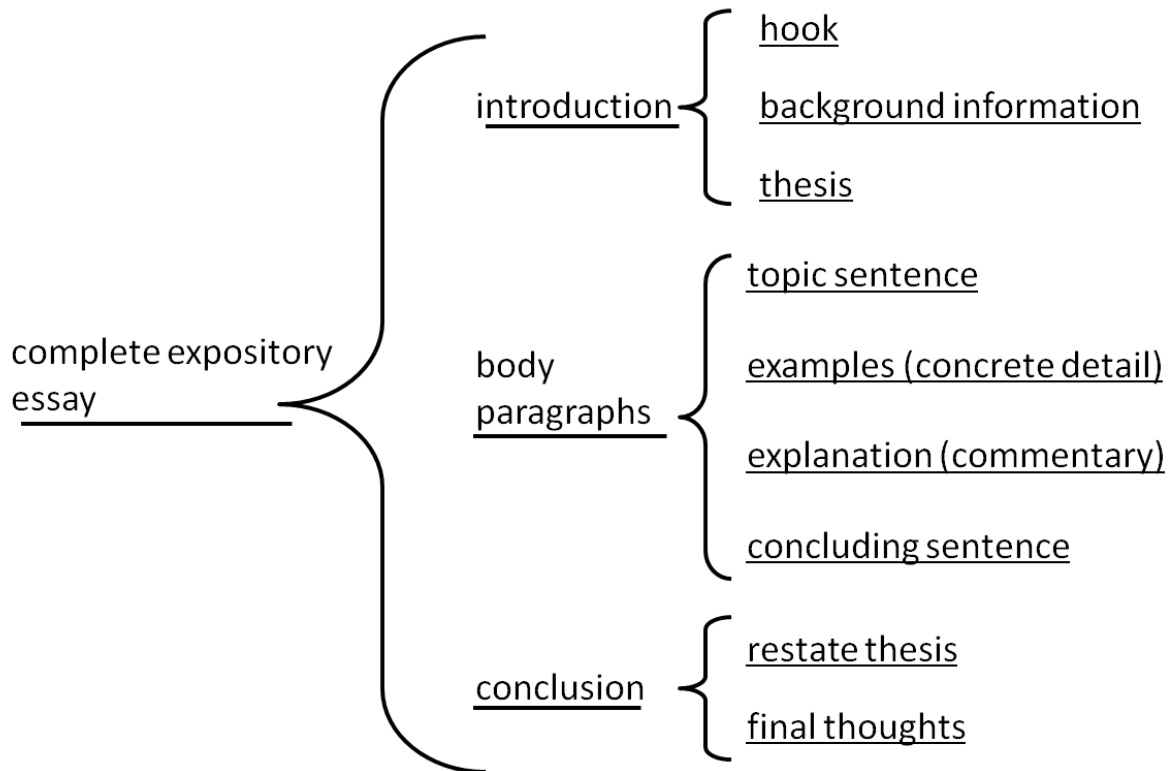 complete expository
essay
introduction
hook
background information
thesis
body
paragraphs
topic sentence
examples (concrete detail)
explanation (commentary)
concluding sentence
conclusion
restate thesis
final thoughts